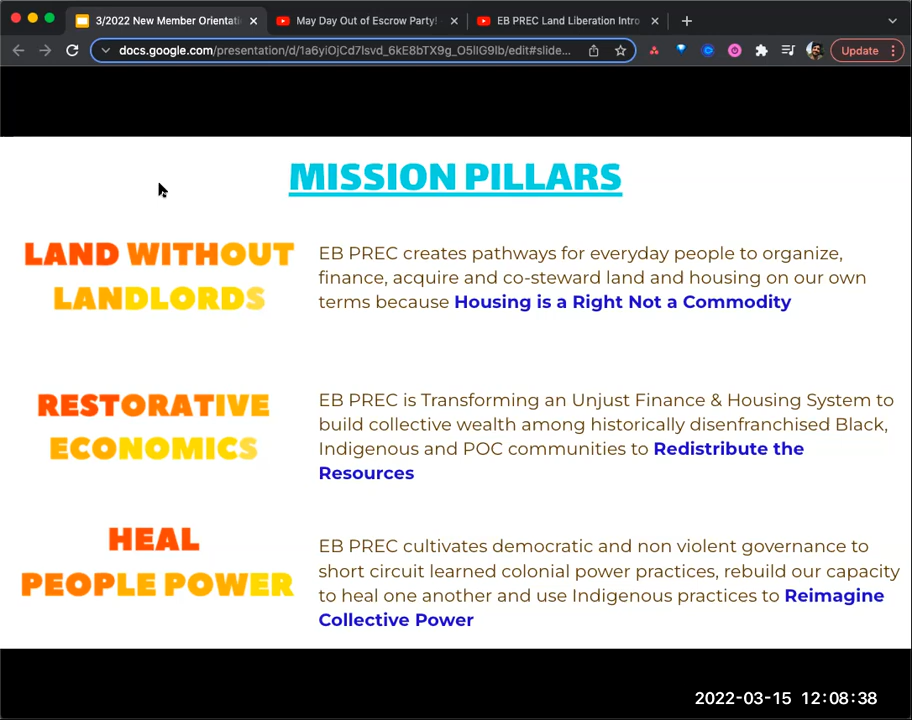 3/2022 New Member Orientati
May Day Out of Escrow Party!
EB PREC Land Liberation Intro
docs.google.com/presentation/d/1a6yiOjCd7lsvd_6kE8bTX9g_O5lIG9lb/edit#slide...
Update
MISSION PILLARS
LAND WITHOUT
LANDLORDS
EB PREC creates pathways for everyday people to organize,
finance, acquire and co-steward land and housing on our own
terms because Housing is a Right Not a Commodity
RESTORATIVE
ECONOMICS
EB PREC is Transforming an Unjust Finance & Housing System to
build collective wealth among historically disenfranchised Black,
Indigenous and POC communities to Redistribute the
Resources
HEAL
PEOPLE POWER
EB PREC cultivates democratic and non violent governance to
short circuit learned colonial power practices, rebuild our capacity
to heal one another and use Indigenous practices to Reimagine
Collective Power
2022-03-15 12:08:38